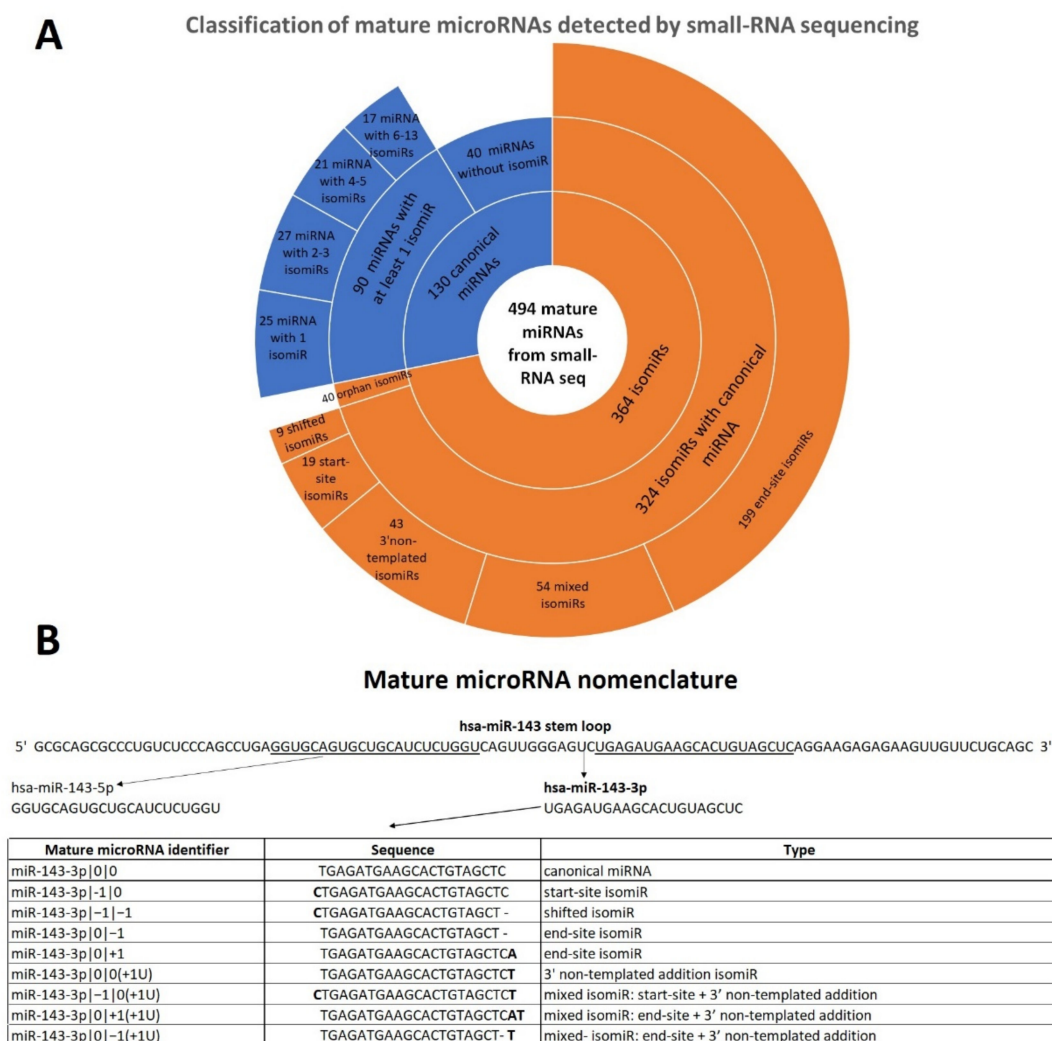 A
Classification of mature microRNAs detected by small-RNA sequencing
17 miRNA
with 6-13
isomiRs
40 miRNAs
without isomiR
21 miRNA
with 4-5
isomiRs
27 miRNA
with 2-3
isomiRs
25 miRNA
with 1
isomiR
90 miRNAs with
at least 1 isomiR
130 canonical
miRNAs
494 mature
miRNAs
from small-
RNA seq
364 isomiRs
324 isomiRs with canonical
miRNA
199 end-site isomiRs
40 orphan isomiRs
9 shifted
isomiRs
19 start-
site
isomiRs
43
3'non-
templated
isomiRs
54 mixed
isomiRs
B
Mature microRNA nomenclature
hsa-miR-143 stem loop
5' GCGCAGCGCCCUGUCUCCCAGCCUGAGGUGCAGUGCUGCAUCUCUGGUCAGUUGGGAGUCUGAGAUGAAGCACUGUAGCUCAGGAAGAGAGAAGUUGUUCUGCAGC 3'
hsa-miR-143-5p hsa-miR-143-3p
GGUGCAGUGCUGCAUCUCUGGU UGAGAUGAAGCACUGUAGCUC
Mature microRNA identifier Sequence Type
miR-143-3p|0|0 TGAGATGAAGCACTGTAGCTC canonical miRNA
miR-143-3p|-1|0 CTGAGATGAAGCACTGTAGCTC start-site isomiR
miR-143-3p|−1|−1 CTGAGATGAAGCACTGTAGCT - shifted isomiR
miR-143-3p|0|−1 TGAGATGAAGCACTGTAGCT - end-site isomiR
miR-143-3p|0|+1 TGAGATGAAGCACTGTAGCTCA end-site isomiR
miR-143-3p|0|0(+1U) TGAGATGAAGCACTGTAGCTCT 3' non-templated addition isomiR
miR-143-3p|−1|0(+1U) CTGAGATGAAGCACTGTAGCTCT mixed isomiR: start-site + 3’ non-templated addition
miR-143-3p|0|+1(+1U) TGAGATGAAGCACTGTAGCTCAT mixed isomiR: end-site + 3’ non-templated addition
miR-143-3p|0|−1(+1U) TGAGATGAAGCACTGTAGCT- T mixed- isomiR: end-site + 3’ non-templated addition